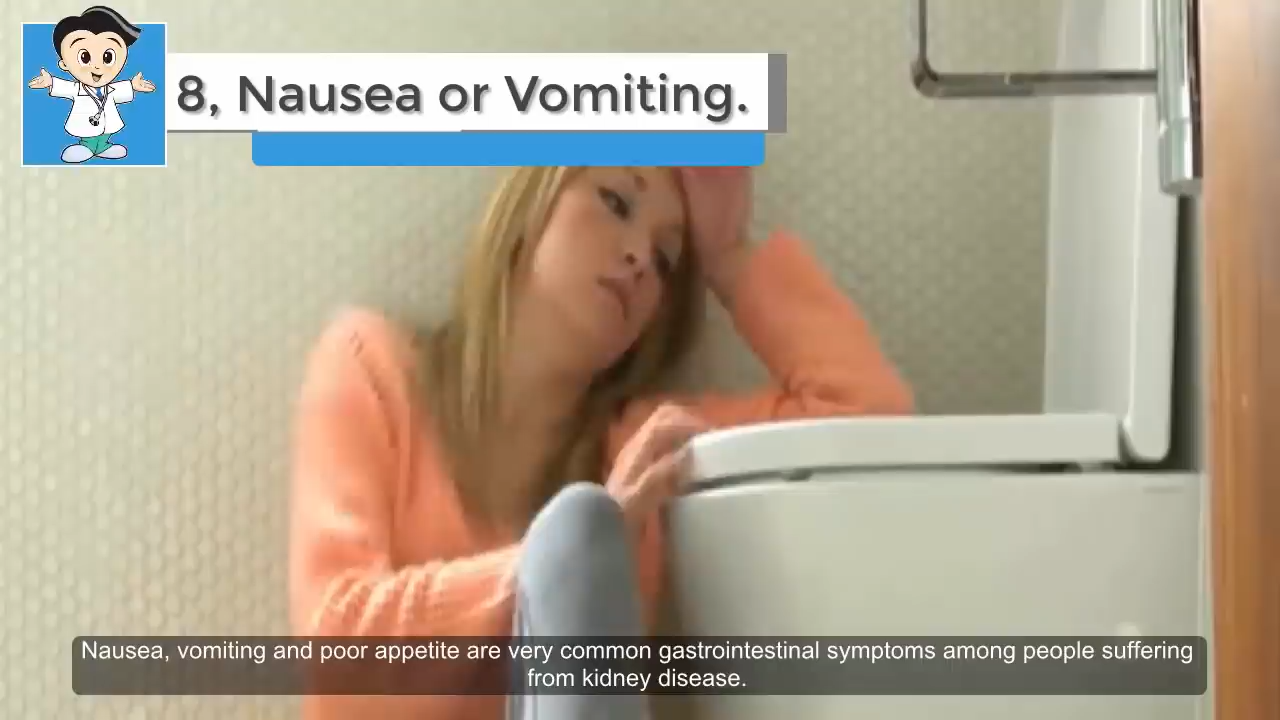 8, Nausea or Vomiting.
Nausea, vomiting and poor appetite are very common gastrointestinal symptoms among people suffering
from kidney disease.